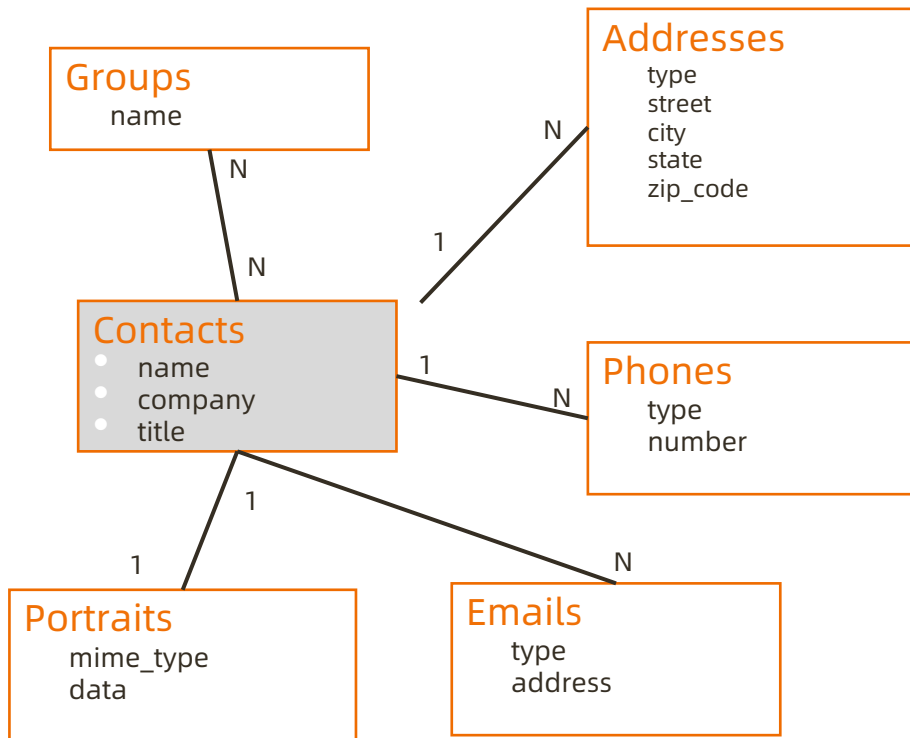 Groups
name
N
N
Addresses
type
street
city
state
zip_code
N
1
Contacts
name
company
title
1
N
Phones
type
number
1
1
N
Portraits
mime_type
data
Emails
type
address